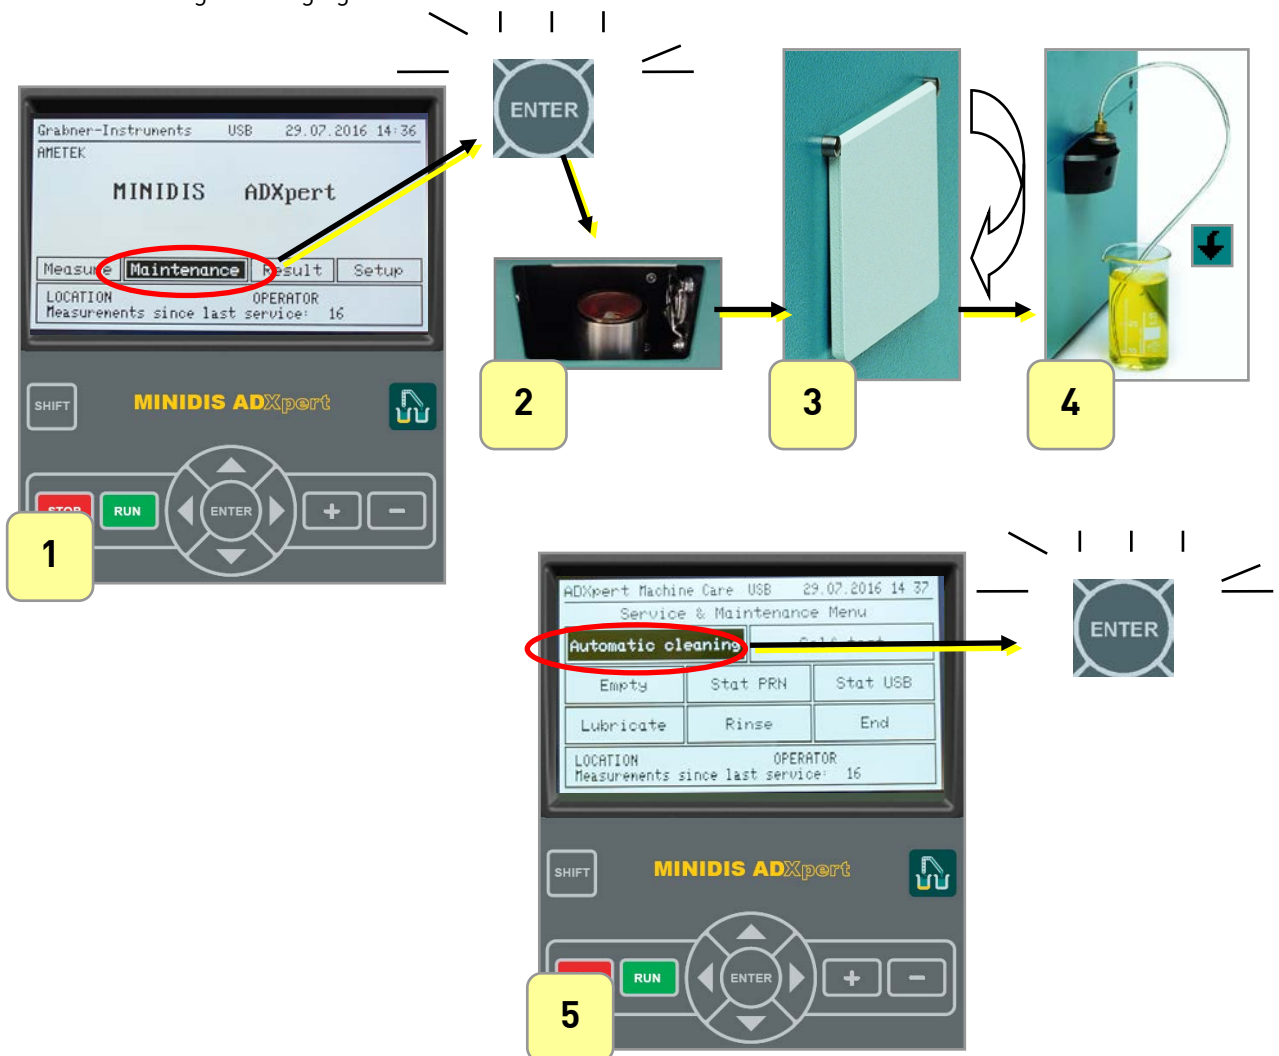 ENTER
Grabner-Instruments USB 29.07.2016 14:36
AMETEK
MINIDIS ADXpert
Measure Maintenance Result Setup
LOCATION OPERATOR
Measurements since last service: 16
SHIFT MINIDIS ADXpert
STOP RUN ENTER + -
1
2
3
4
ADXpert Machine Care USB 29.07.2016 14 37
Service & Maintenance Menu
Automatic cleaning
Empty Stat PRN Stat USB
Lubricate Rinse End
LOCATION OPERATOR
Measurements since last service: 16
ENTER
SHIFT MINIDIS ADXpert
RUN ENTER + -
5